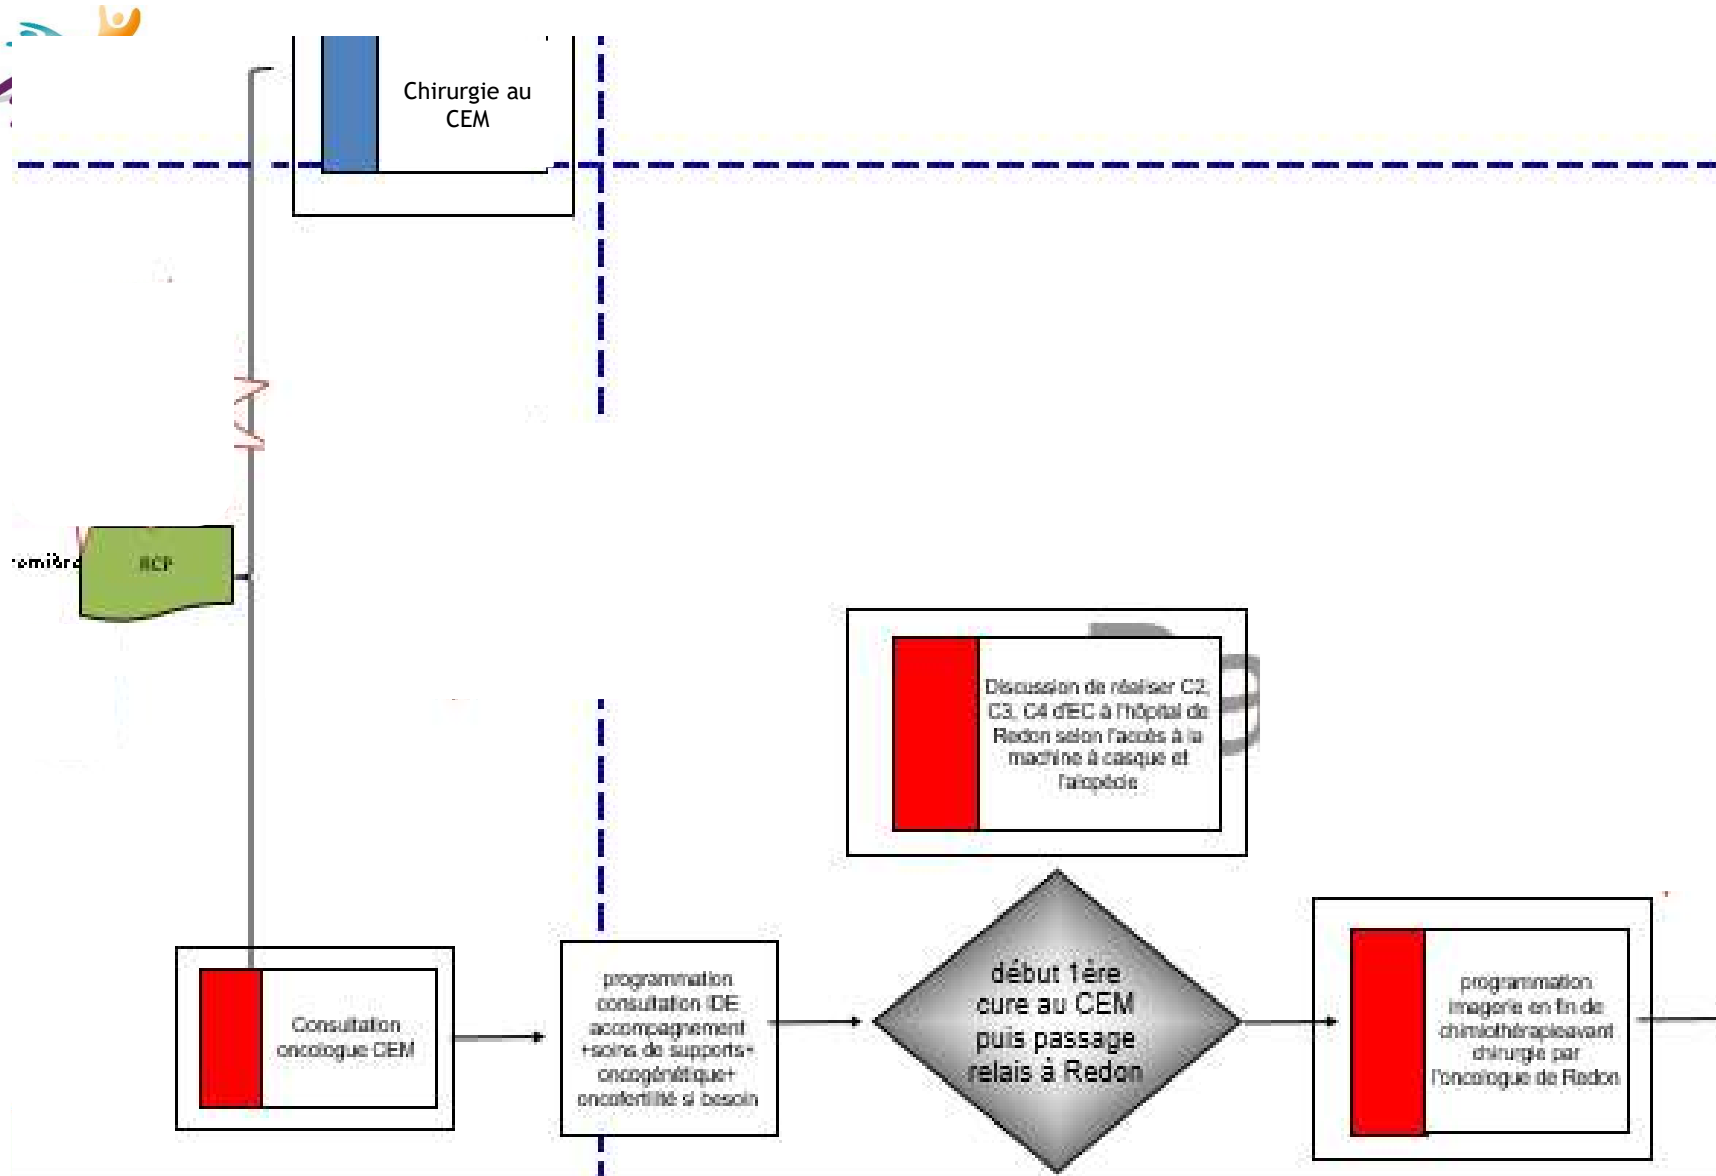 Chirurgie au
CEM
RCP
Discussion de réaliser C2,
C3, C4 d'EC à l'hôpital de
Redon selon l'accès à la
machine à casque et
l'alopécie
Consultation
oncologue CEM
programmation
consultation IDE
accompagnement
+soins de supports+
oncogénétique+
oncofertilité si besoin
début 1ère
cure au CEM
puis passage
relais à Redon
programmation
imagerie en fin de
chimiothérapieavant
chirurgie par
l'oncologue de Redon